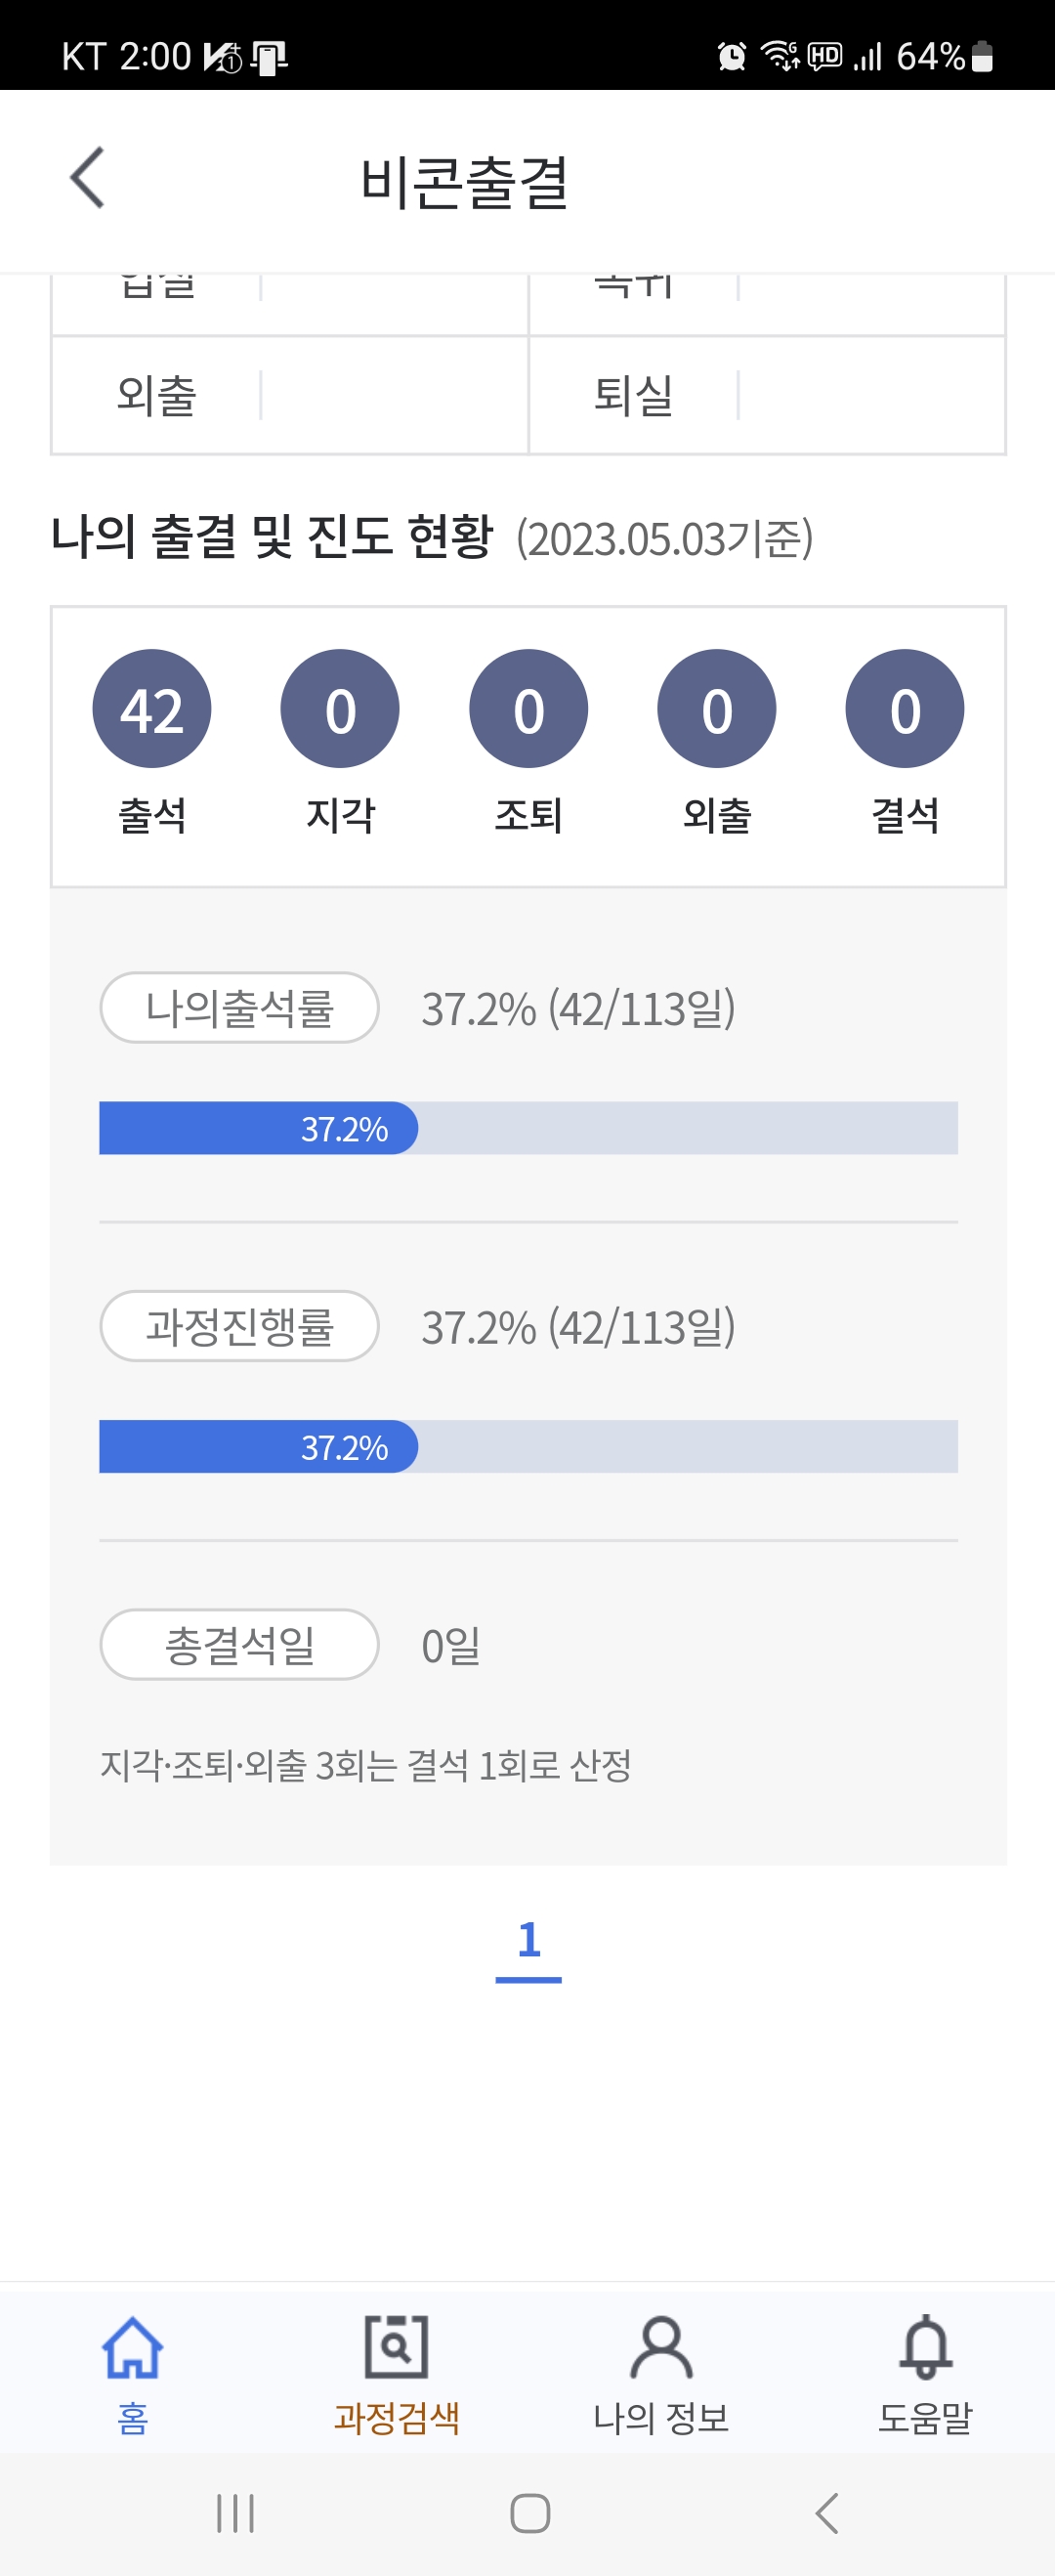 KT 2:00 64%
비콘출결
입실 복귀
외출 퇴실
나의 출결 및 진도 현황 (2023.05.03기준)
42 0 0 0 0
출석 지각 조퇴 외출 결석
나의출석률 37.2% (42/113일)
37.2%
과정진행률 37.2% (42/113일)
37.2%
총결석일 0일
지각·조퇴·외출 3회는 결석 1회로 산정
1
홈 과정검색 나의 정보 도움말